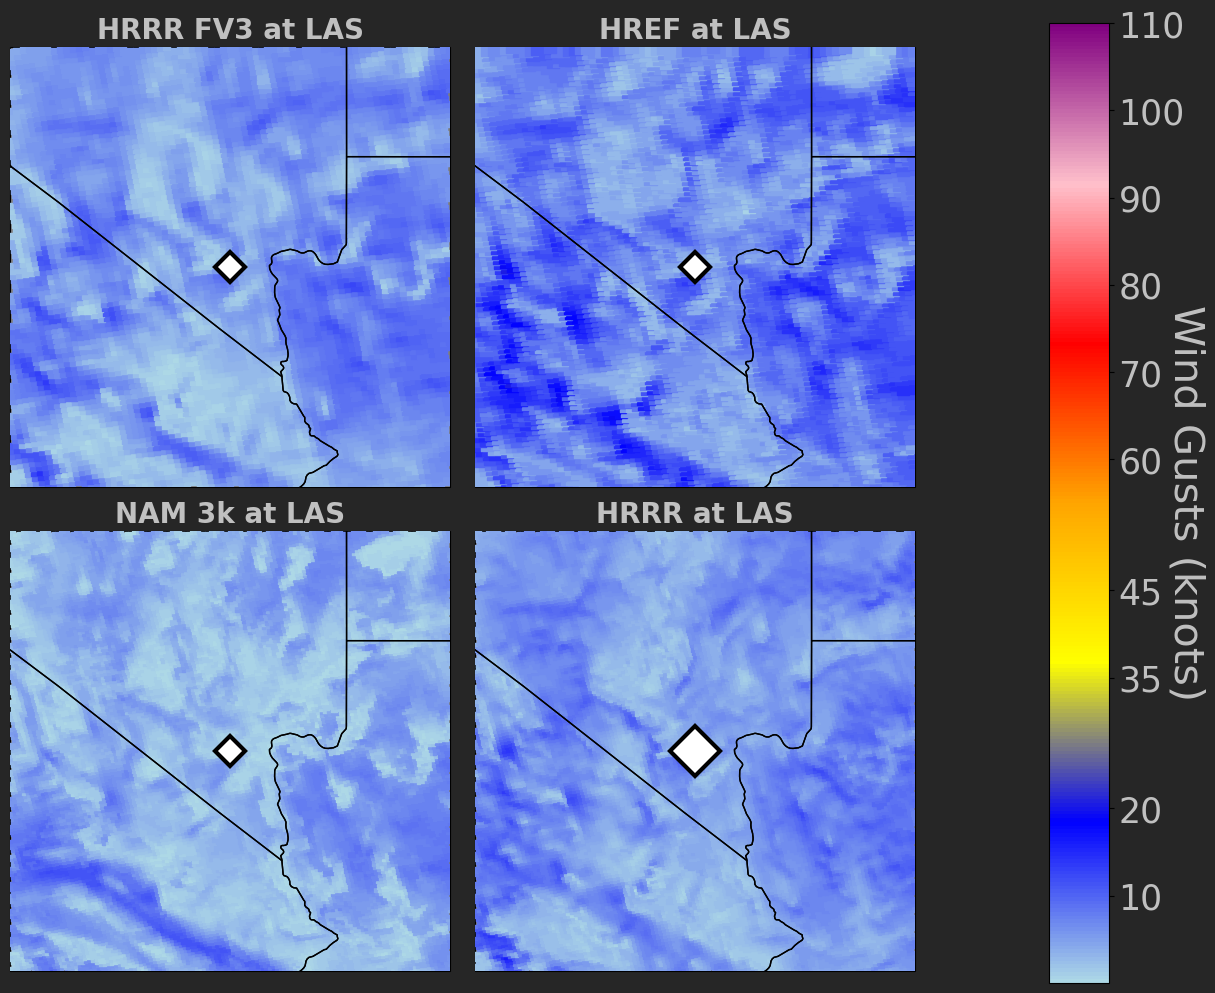 HRRR FV3 at LAS
HREF at LAS
NAM 3k at LAS
HRRR at LAS
110
100
90
80
70
60
45
35
20
10
Wind Gusts (knots)